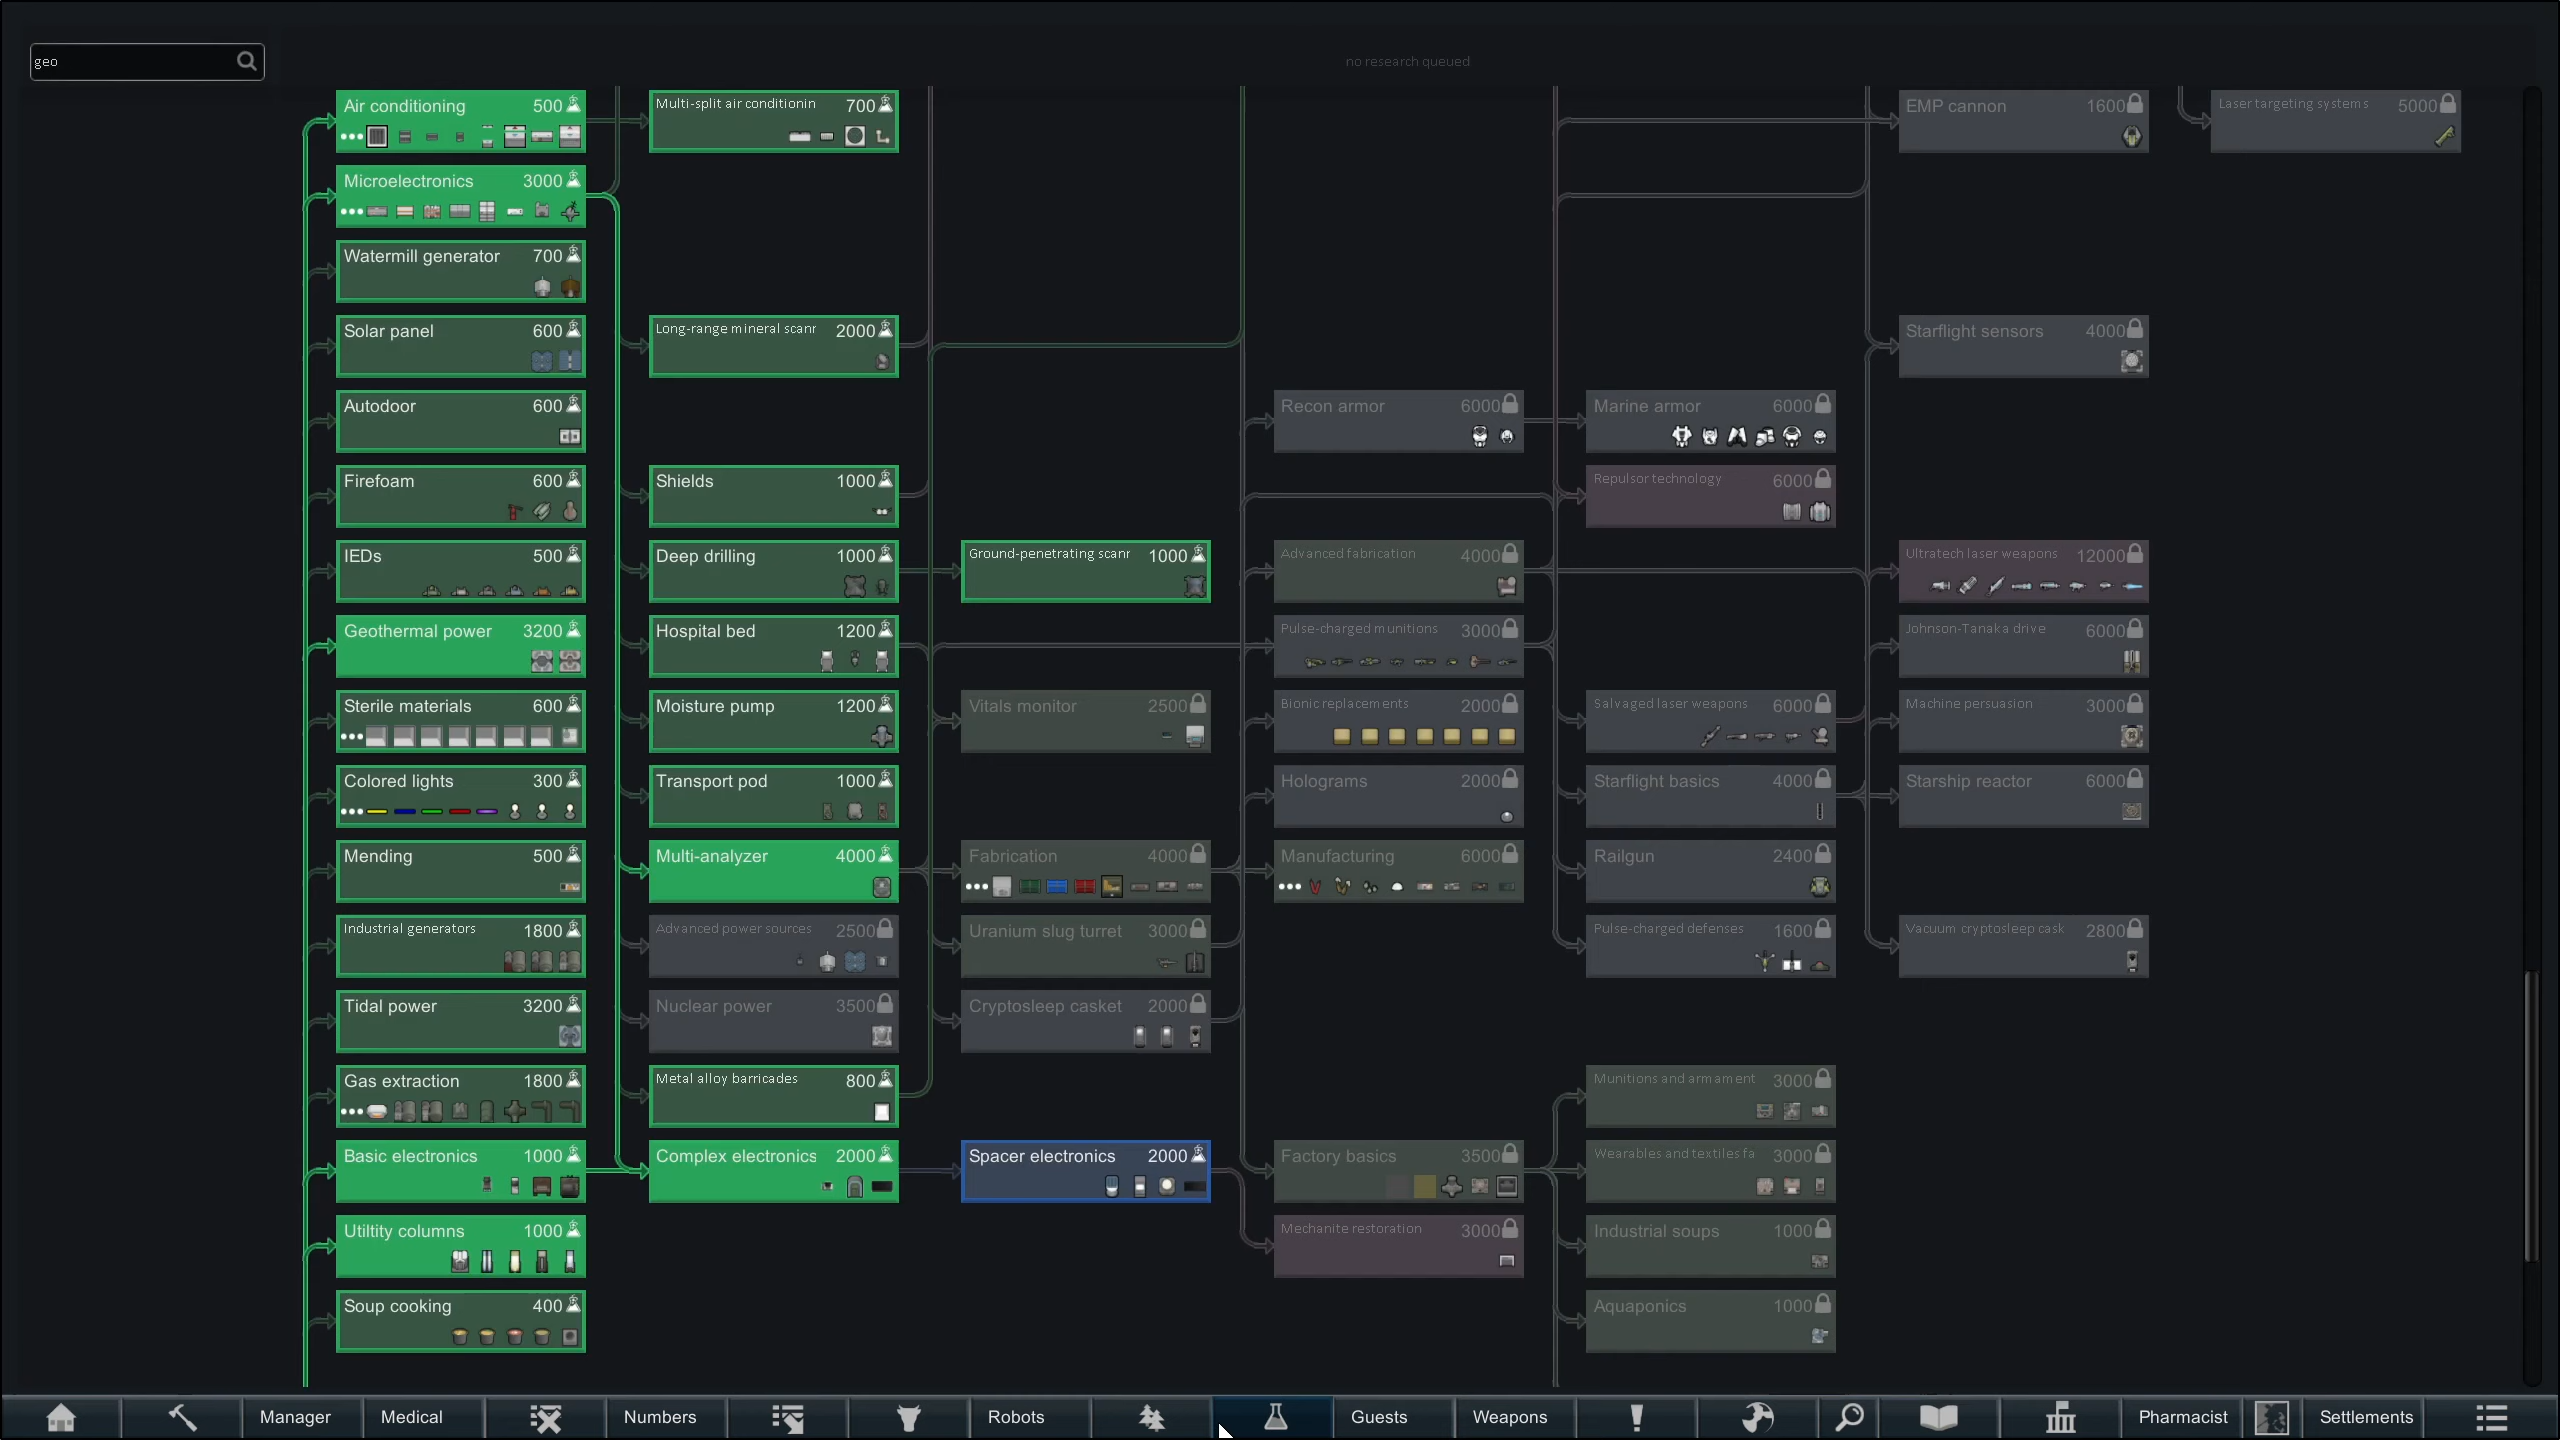 geo
no research queued
Air conditioning 500
Multi-split air conditionin 700
EMP cannon 1600
Laser targeting systems 5000
Microelectronics 3000
Watermill generator 700
Solar panel 600
Long-range mineral scanr 2000
Starflight sensors 4000
Autodoor 600
Recon armor 6000
Marine armor 6000
Firefoam 600
Shields 1000
Repulsor technology 6000
IEDs 500
Deep drilling 1000
Ground-penetrating scanr 1000
Advanced fabrication 4000
Ultratech laser weapons 12000
Geothermal power 3200
Hospital bed 1200
Pulse-charged munitions 3000
Johnson-Tanaka drive 6000
Sterile materials 600
Moisture pump 1200
Vitals monitor 2500
Bionic replacements 2000
Salvaged laser weapons 6000
Machine persuasion 3000
Colored lights 300
Transport pod 1000
Holograms 2000
Starflight basics 4000
Starship reactor 6000
Mending 500
Multi-analyzer 4000
Fabrication 4000
Manufacturing 6000
Railgun 2400
Industrial generators 1800
Advanced power sources 2500
Uranium slug turret 3000
Pulse-charged defenses 1600
Vacuum cryptosleep cask 2800
Tidal power 3200
Nuclear power 3500
Cryptosleep casket 2000
Gas extraction 1800
Metal alloy barricades 800
Munitions and armament 3000
Basic electronics 1000
Complex electronics 2000
Spacer electronics 2000
Factory basics 3500
Wearables and textiles fa 3000
Utiltity columns 1000
Mechanite restoration 3000
Industrial soups 1000
Soup cooking 400
Aquaponics 1000
Manager
Medical
Numbers
Robots
Guests
Weapons
Pharmacist
Settlements